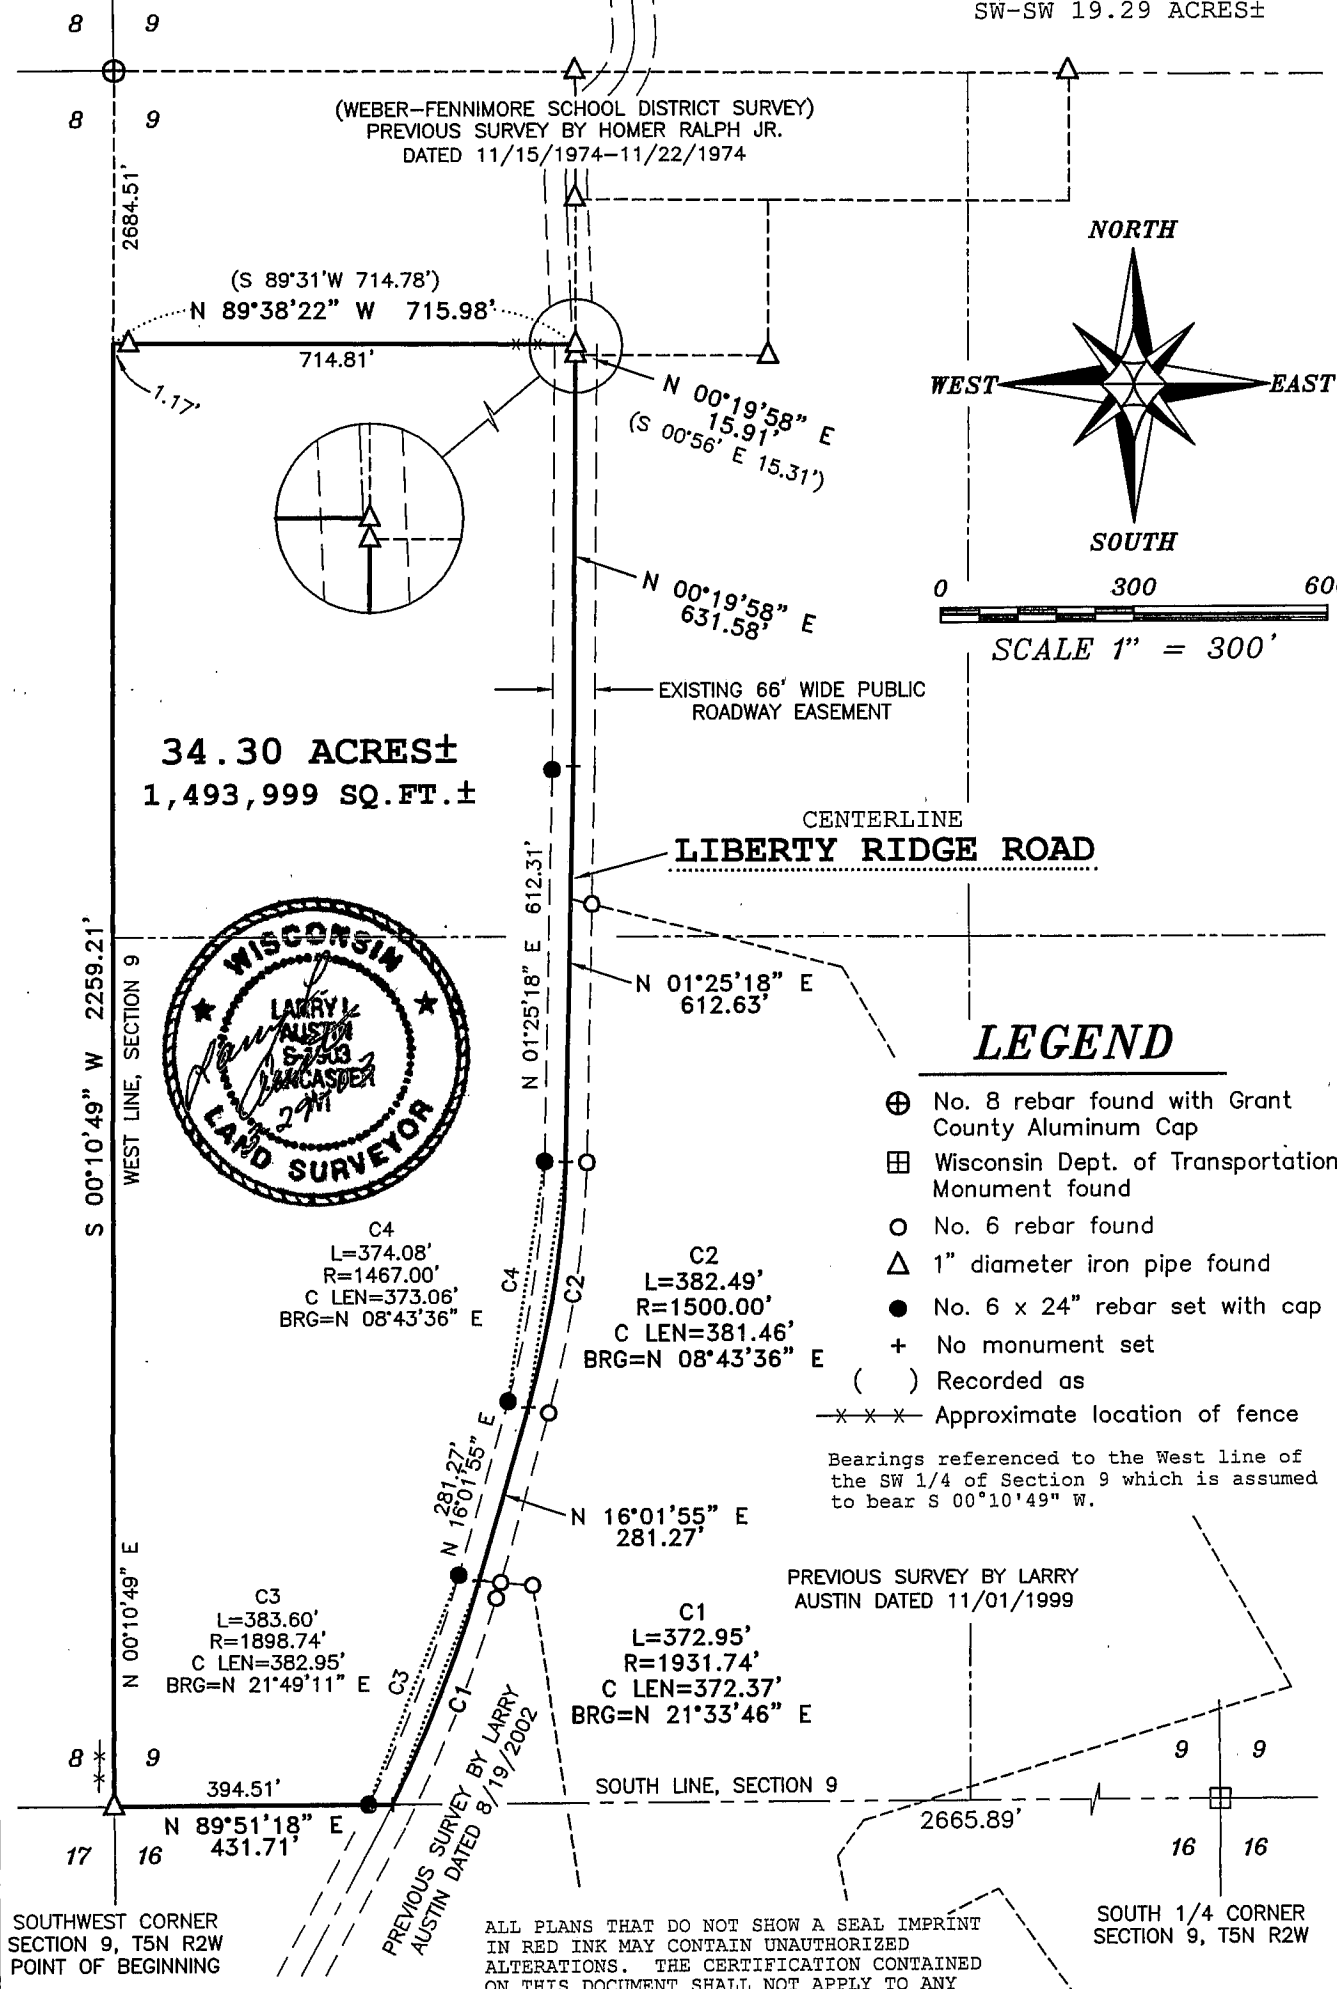 SW-SW 19.29 ACRES±
8 9
8 9
(WEBER-FENNIMORE SCHOOL DISTRICT SURVEY)
PREVIOUS SURVEY BY HOMER RALPH JR.
DATED 11/15/1974-11/22/1974
2684.51'
(S 89°31'W 714.78')
N 89°38'22" W 715.98'
714.81'
1.17'
N 00°19'58" E
15.91'
(S 00°56' E 15.31')
NORTH
WEST
EAST
SOUTH
0 300
SCALE 1" = 300'
N 00°19'58" E
631.58'
EXISTING 66' WIDE PUBLIC
ROADWAY EASEMENT
34.30 ACRES±
1,493,999 SQ.FT.±
CENTERLINE
LIBERTY RIDGE ROAD
N 01°25'18" E 612.31'
N 01°25'18" E
612.63'
S 00°10'49" W 2259.21'
WEST LINE, SECTION 9
WISCONSIN
LARRY L.
AUSTIN
S-1503
LANCASTER
WI
LAND SURVEYOR
LEGEND
No. 8 rebar found with Grant
County Aluminum Cap
Wisconsin Dept. of Transportation
Monument found
No. 6 rebar found
1" diameter iron pipe found
No. 6 x 24" rebar set with cap
No monument set
( ) Recorded as
Approximate location of fence
Bearings referenced to the West line of
the SW 1/4 of Section 9 which is assumed
to bear S 00°10'49" W.
C4
L=374.08'
R=1467.00'
C LEN=373.06'
BRG=N 08°43'36" E
C4
C2
C2
L=382.49'
R=1500.00'
C LEN=381.46'
BRG=N 08°43'36" E
281.27'
N 16°01'55" E
N 16°01'55" E
281.27'
N 00°10'49" E
C3
L=383.60'
R=1898.74'
C LEN=382.95'
BRG=N 21°49'11" E
C3
C1
C1
L=372.95'
R=1931.74'
C LEN=372.37'
BRG=N 21°33'46" E
PREVIOUS SURVEY BY LARRY
AUSTIN DATED 11/01/1999
PREVIOUS SURVEY BY LARRY
AUSTIN DATED 8/19/2002
8 9
394.51'
N 89°51'18" E
431.71'
17 16
SOUTH LINE, SECTION 9
2665.89'
9 9
16 16
SOUTHWEST CORNER
SECTION 9, T5N R2W
POINT OF BEGINNING
SOUTH 1/4 CORNER
SECTION 9, T5N R2W
ALL PLANS THAT DO NOT SHOW A SEAL IMPRINT
IN RED INK MAY CONTAIN UNAUTHORIZED
ALTERATIONS. THE CERTIFICATION CONTAINED
ON THIS DOCUMENT SHALL NOT APPLY TO ANY